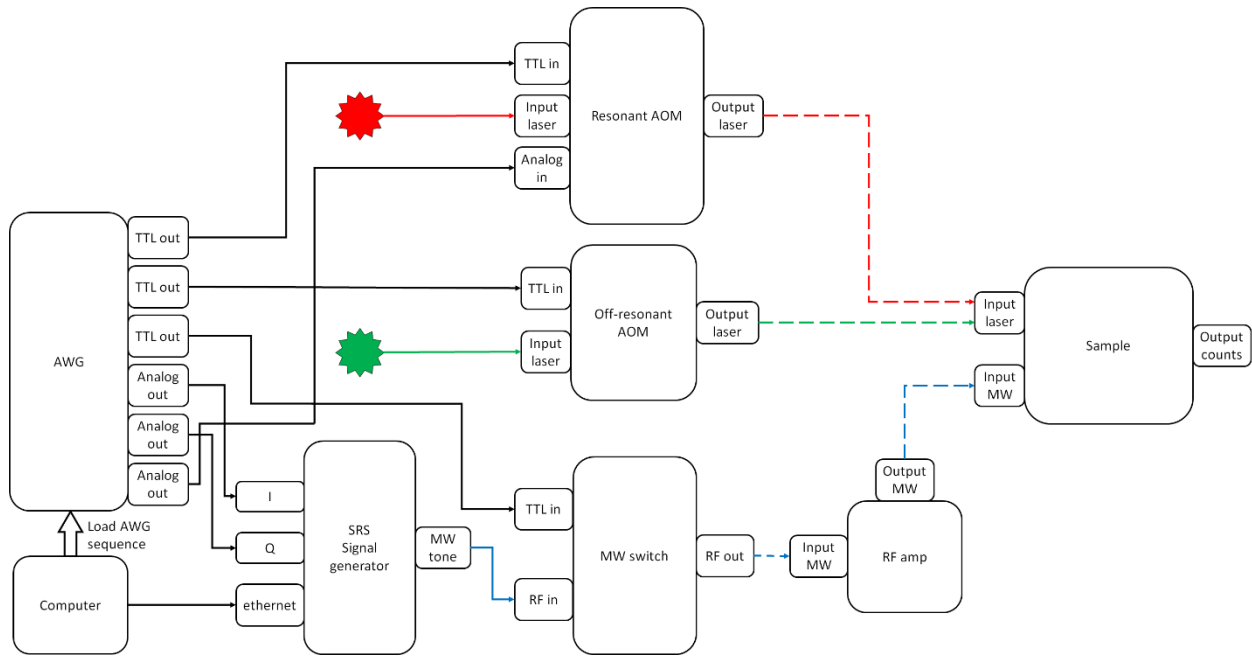 TTL in
Input
laser
Analog
in
Resonant AOM
Output
laser
AWG
TTL out
TTL out
TTL out
Analog
out
Analog
out
Analog
out
TTL in
Input
laser
Off-resonant
AOM
Output
laser
Input
laser
Input
MW
Sample
Output
counts
Load AWG
sequence
Computer
I
Q
ethernet
SRS
Signal
generator
MW
tone
TTL in
RF in
MW switch
RF out
Input
MW
Output
MW
RF amp